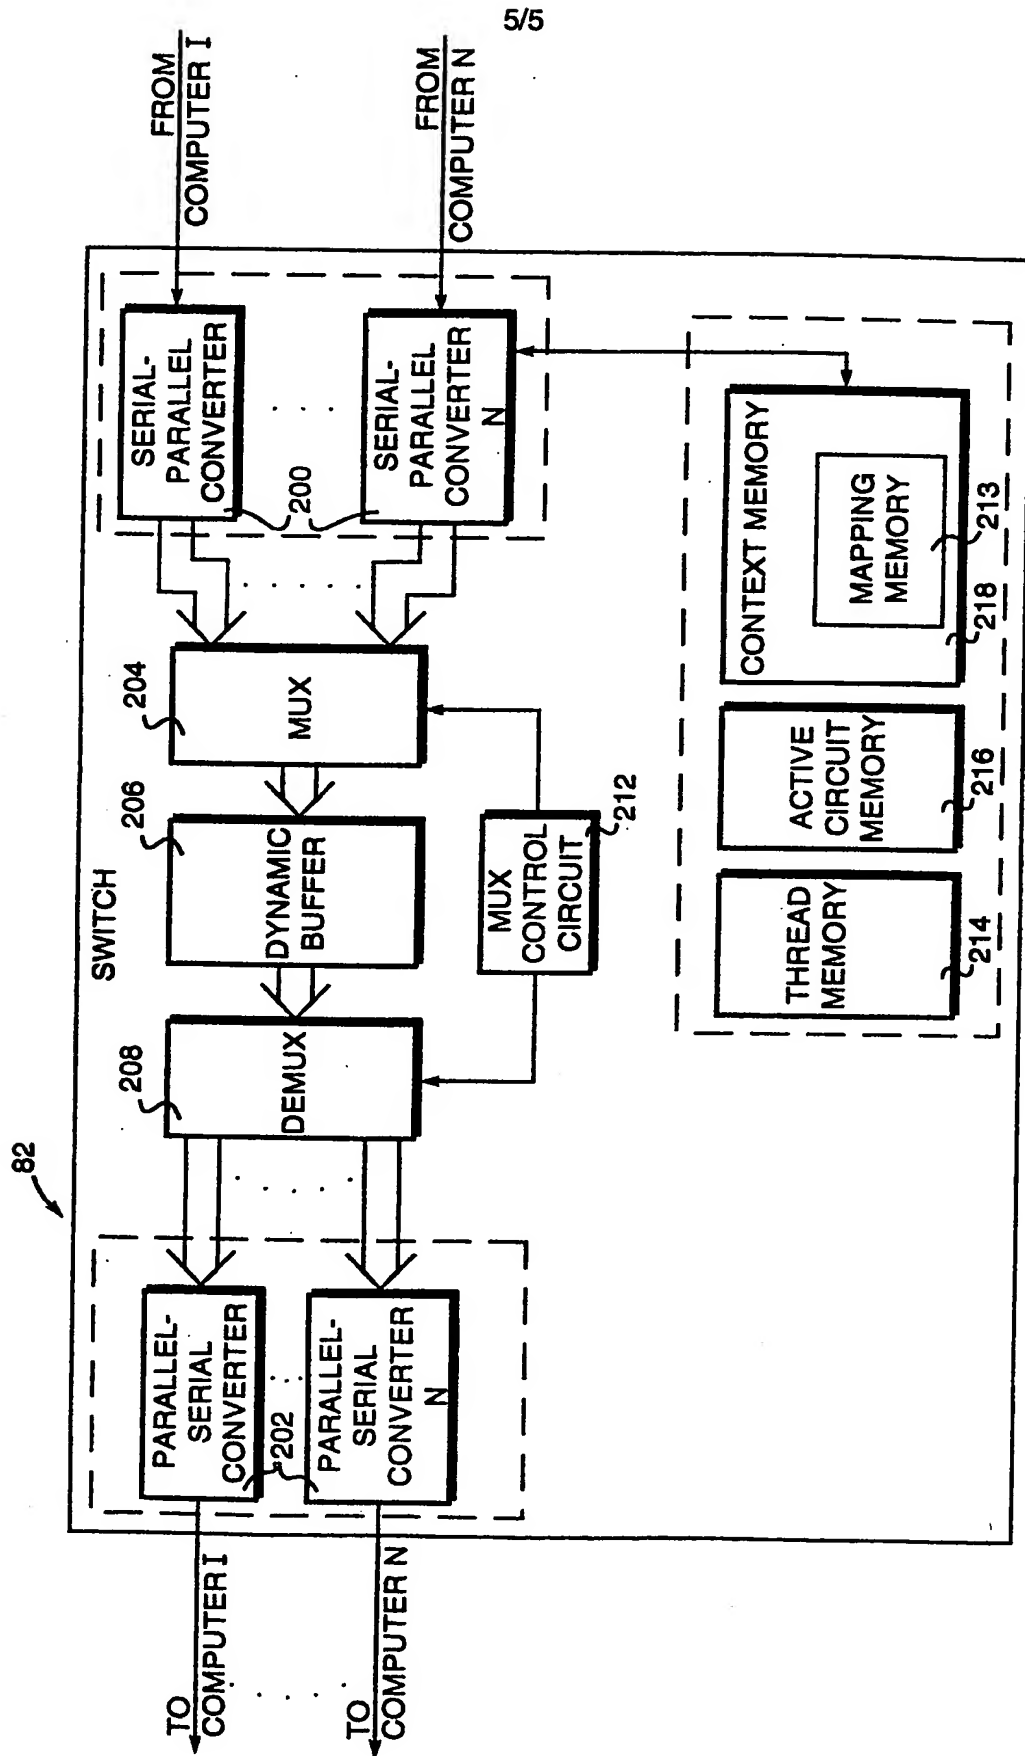 5/5
82
SWITCH
FROM
COMPUTER I
FROM
COMPUTER N
SERIAL-
PARALLEL
CONVERTER
SERIAL-
PARALLEL
CONVERTER
N
200
204
MUX
206
DYNAMIC
BUFFER
208
DEMUX
MUX
CONTROL
CIRCUIT
212
PARALLEL-
SERIAL
CONVERTER
202
PARALLEL-
SERIAL
CONVERTER
N
TO
COMPUTER I
TO
COMPUTER N
THREAD
MEMORY
214
ACTIVE
CIRCUIT
MEMORY
216
CONTEXT MEMORY
218
MAPPING
MEMORY
213